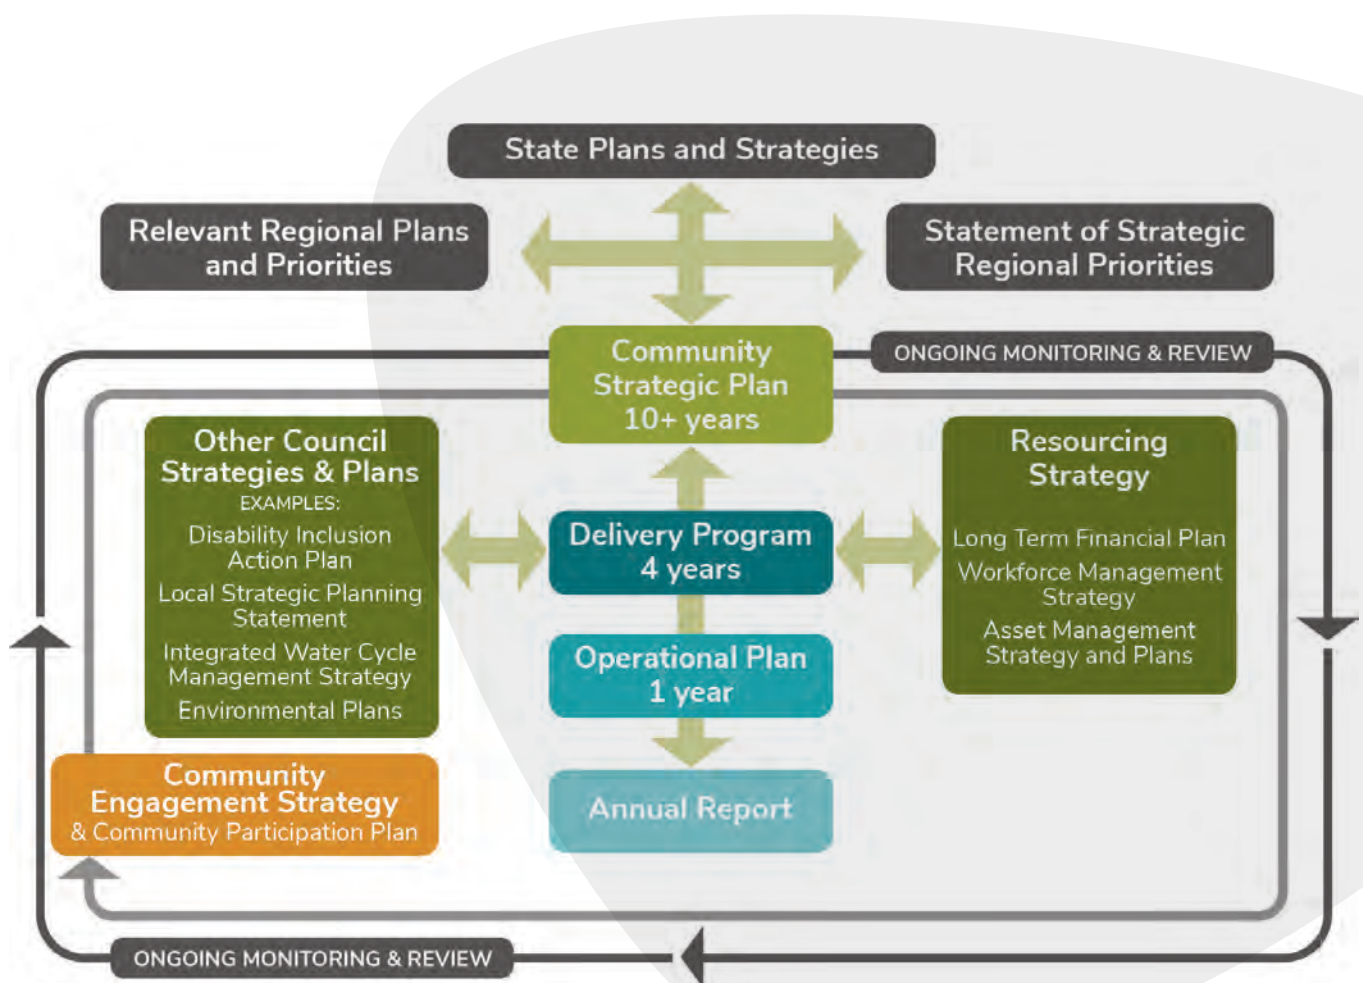 State Plans and Strategies
Relevant Regional Plans
and Priorities
Statement of Strategic
Regional Priorities
Community
Strategic Plan
10+ years
ONGOING MONITORING & REVIEW
Other Council
Strategies & Plans
EXAMPLES:
Disability Inclusion
Action Plan
Local Strategic Planning
Statement
Integrated Water Cycle
Management Strategy
Environmental Plans
Delivery Program
4 years
Operational Plan
1 year
Annual Report
Resourcing
Strategy
Long Term Financial Plan
Workforce Management
Strategy
Asset Management
Strategy and Plans
Community
Engagement Strategy
& Community Participation Plan
ONGOING MONITORING & REVIEW